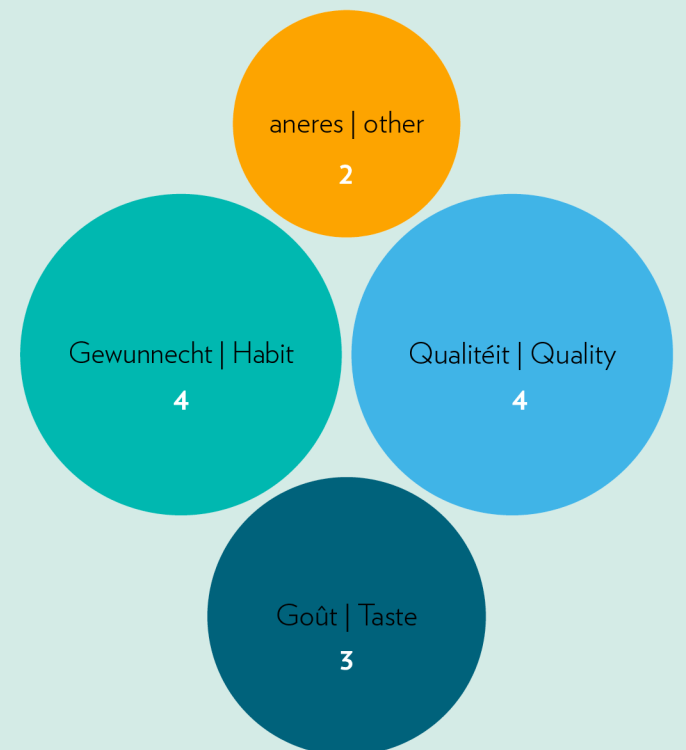 aneres | other
2
Gewunnecht | Habit
4
Qualitéit | Quality
4
Goût | Taste
3